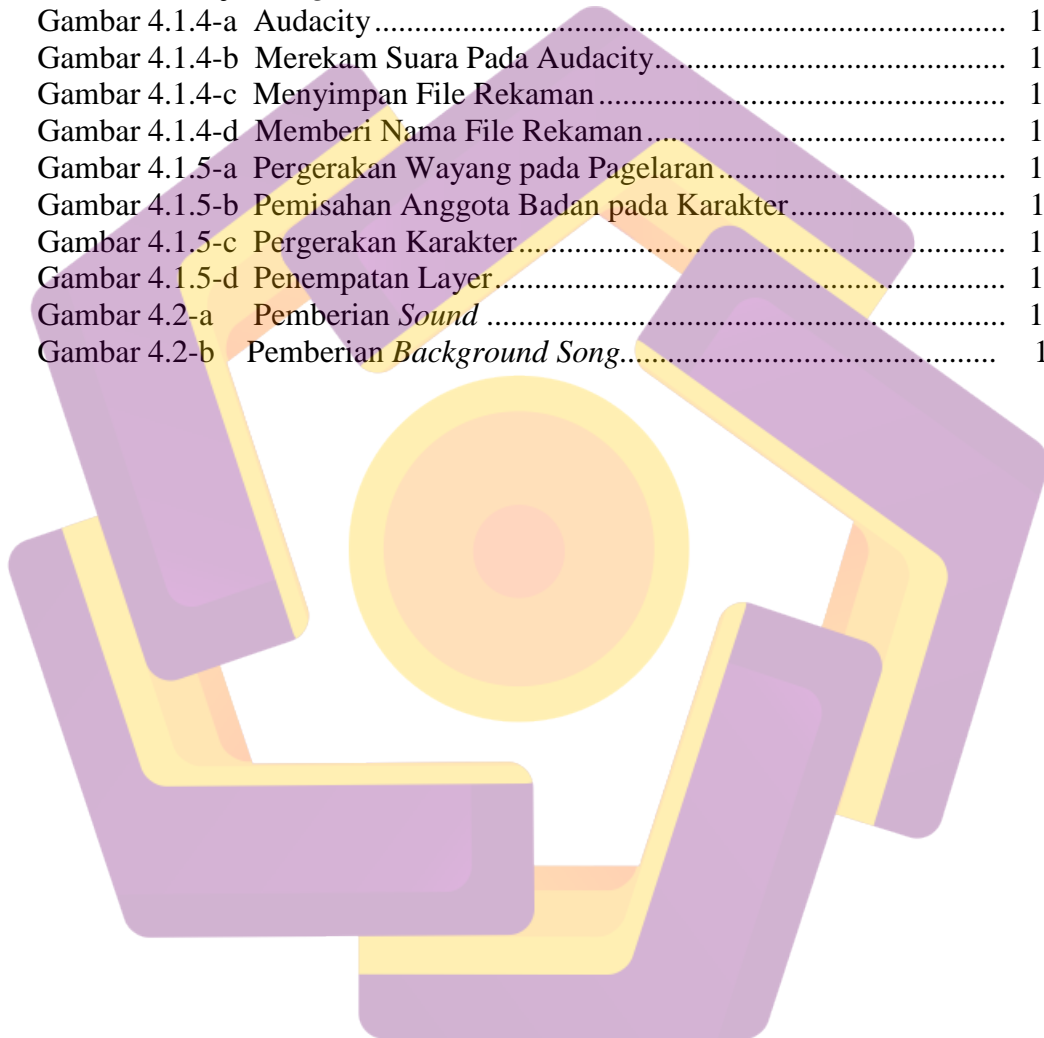 Gambar 4.1.4-a Audacity ........................................................................... 1
Gambar 4.1.4-b Merekam Suara Pada Audacity........................................... 1
Gambar 4.1.4-c Menyimpan File Rekaman .................................................. 1
Gambar 4.1.4-d Memberi Nama File Rekaman ............................................ 1
Gambar 4.1.5-a Pergerakan Wayang pada Pagelaran ................................... 1
Gambar 4.1.5-b Pemisahan Anggota Badan pada Karakter.......................... 1
Gambar 4.1.5-c Pergerakan Karakter ........................................................... 1
Gambar 4.1.5-d Penempatan Layer.............................................................. 1
Gambar 4.2-a Pemberian Sound ............................................................... 1
Gambar 4.2-b Pemberian Background Song.............................................. 1